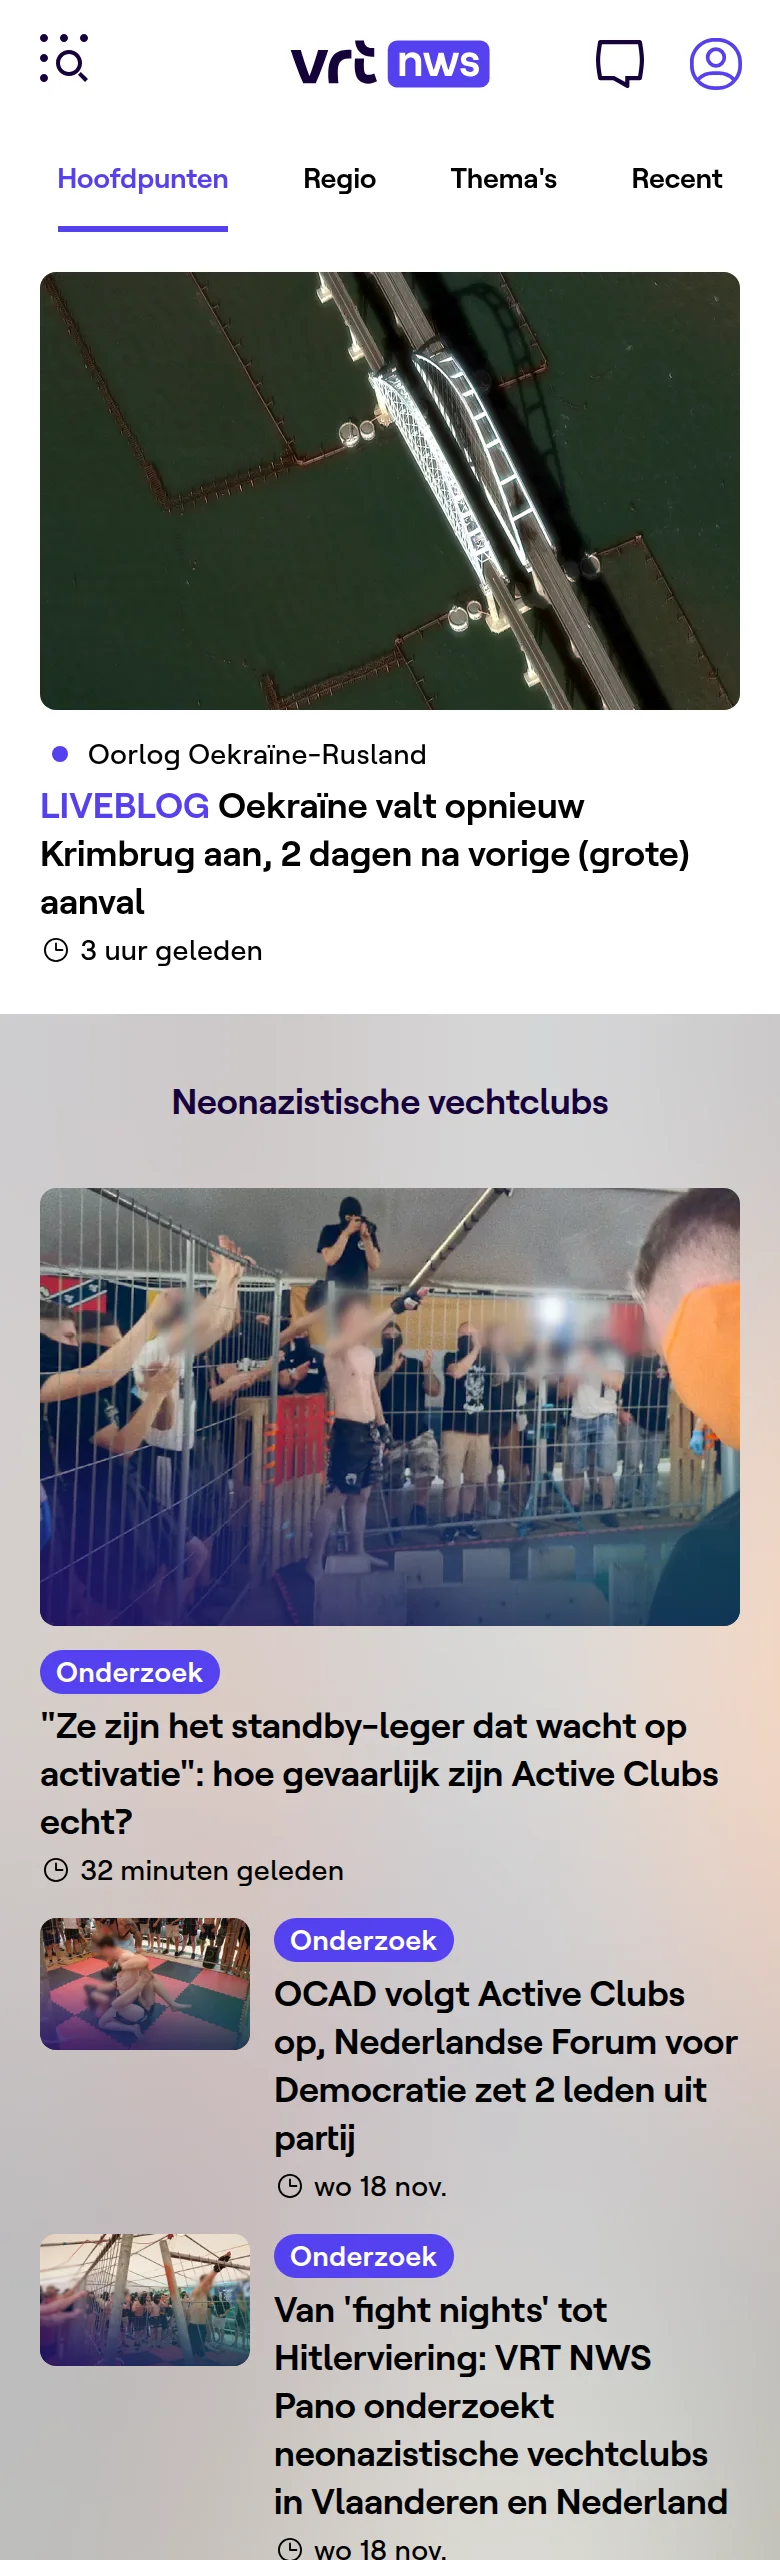 vrt nws
Hoofdpunten Regio Thema's Recent
Oorlog Oekraïne-Rusland
LIVEBLOG Oekraïne valt opnieuw
Krimbrug aan, 2 dagen na vorige (grote)
aanval
3 uur geleden
Neonazistische vechtclubs
Onderzoek
"Ze zijn het standby-leger dat wacht op
activatie": hoe gevaarlijk zijn Active Clubs
echt?
32 minuten geleden
Onderzoek
OCAD volgt Active Clubs
op, Nederlandse Forum voor
Democratie zet 2 leden uit
partij
wo 18 nov.
Onderzoek
Van 'fight nights' tot
Hitlerviering: VRT NWS
Pano onderzoekt
neonazistische vechtclubs
in Vlaanderen en Nederland
wo 18 nov.